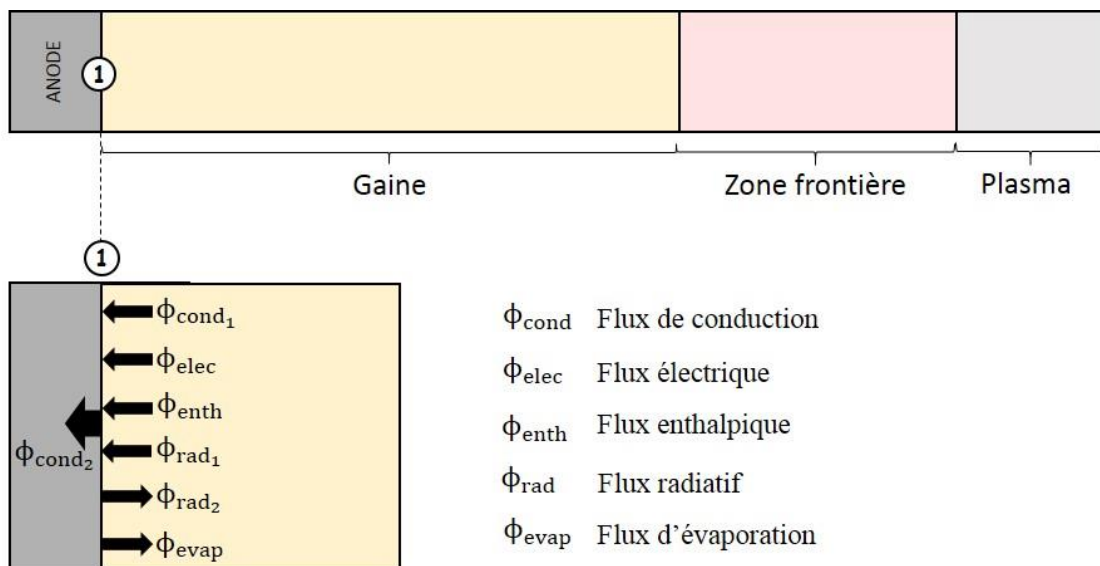 ANODE
1
Gaine
Zone frontière
Plasma
1
ϕcond₁
ϕelec
ϕenth
ϕrad₁
ϕcond₂
ϕrad₂
ϕevap
ϕcond Flux de conduction
ϕelec Flux électrique
ϕenth Flux enthalpique
ϕrad Flux radiatif
ϕevap Flux d’évaporation